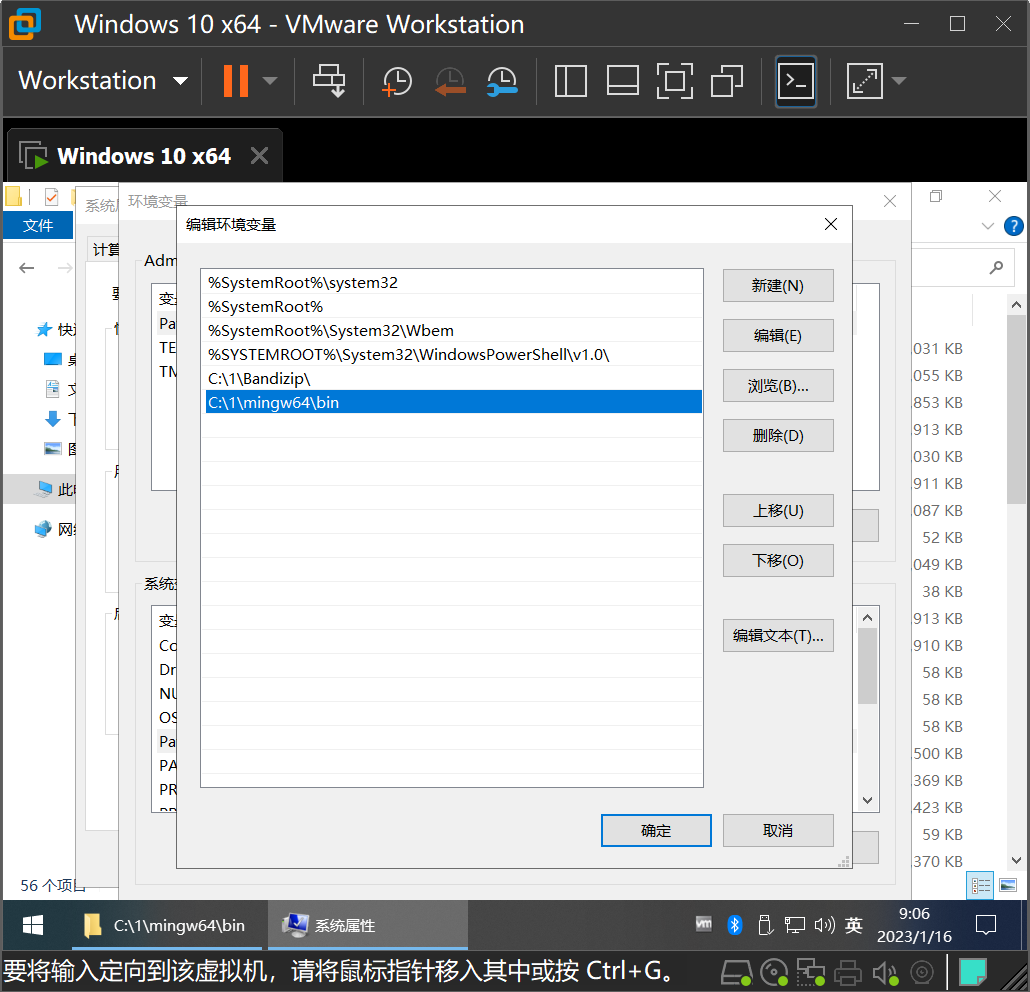 Windows 10 x64 - VMware Workstation
Workstation
Windows 10 x64
系统
环境变量
文件
编辑环境变量
计算
Adm
%SystemRoot%\system32
新建(N)
%SystemRoot%
Pa
%SystemRoot%\System32\Wbem
编辑(E)
快
TE
%SYSTEMROOT%\System32\WindowsPowerShell\v1.0\
031 KB
TM
C:\1\Bandizip\
浏览(B)...
055 KB
C:\1\mingw64\bin
853 KB
删除(D)
913 KB
030 KB
此
911 KB
上移(U)
087 KB
网
52 KB
下移(O)
049 KB
系统
38 KB
变
913 KB
Co
编辑文本(T)...
910 KB
Dr
58 KB
NU
58 KB
OS
58 KB
Pa
500 KB
PA
369 KB
PR
423 KB
确定
取消
59 KB
370 KB
56 个项目
C:\1\mingw64\bin
系统属性
vm
英
9:06
2023/1/16
要将输入定向到该虚拟机，请将鼠标指针移入其中或按 Ctrl+G。